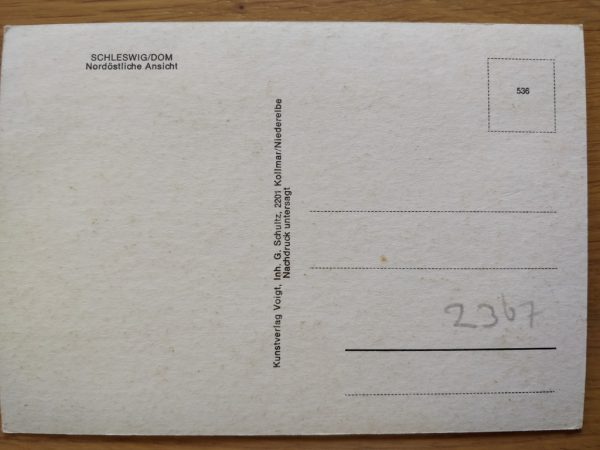 SCHLESWIG/DOM
Nordöstliche Ansicht
Kunstverlag Voigt, Inh. G. Schultz, 2201 Kollmar/Niederelbe
Nachdruck untersagt
536
2367